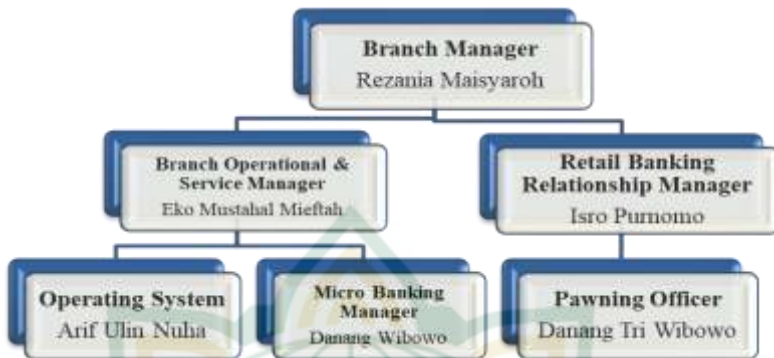 Branch Manager
Rezania Maisyaroh
Branch Operational &
Service Manager
Eko Mustahal Mieftah
Retail Banking
Relationship Manager
Isro Purnomo
Operating System
Arif Ulin Nuha
Micro Banking
Manager
Danang Wibowo
Pawning Officer
Danang Tri Wibowo